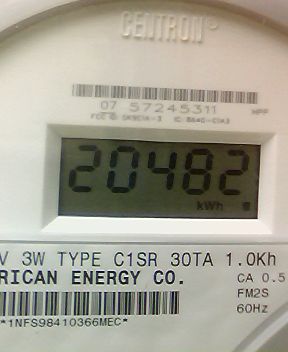 CENTRON®
07 57245311
20482
kWh
V 3W TYPE C1SR 30TA 1.0Kh
RICAN ENERGY CO.
CA 0.5
FM2S
60Hz
*1NFS98410366MEC*